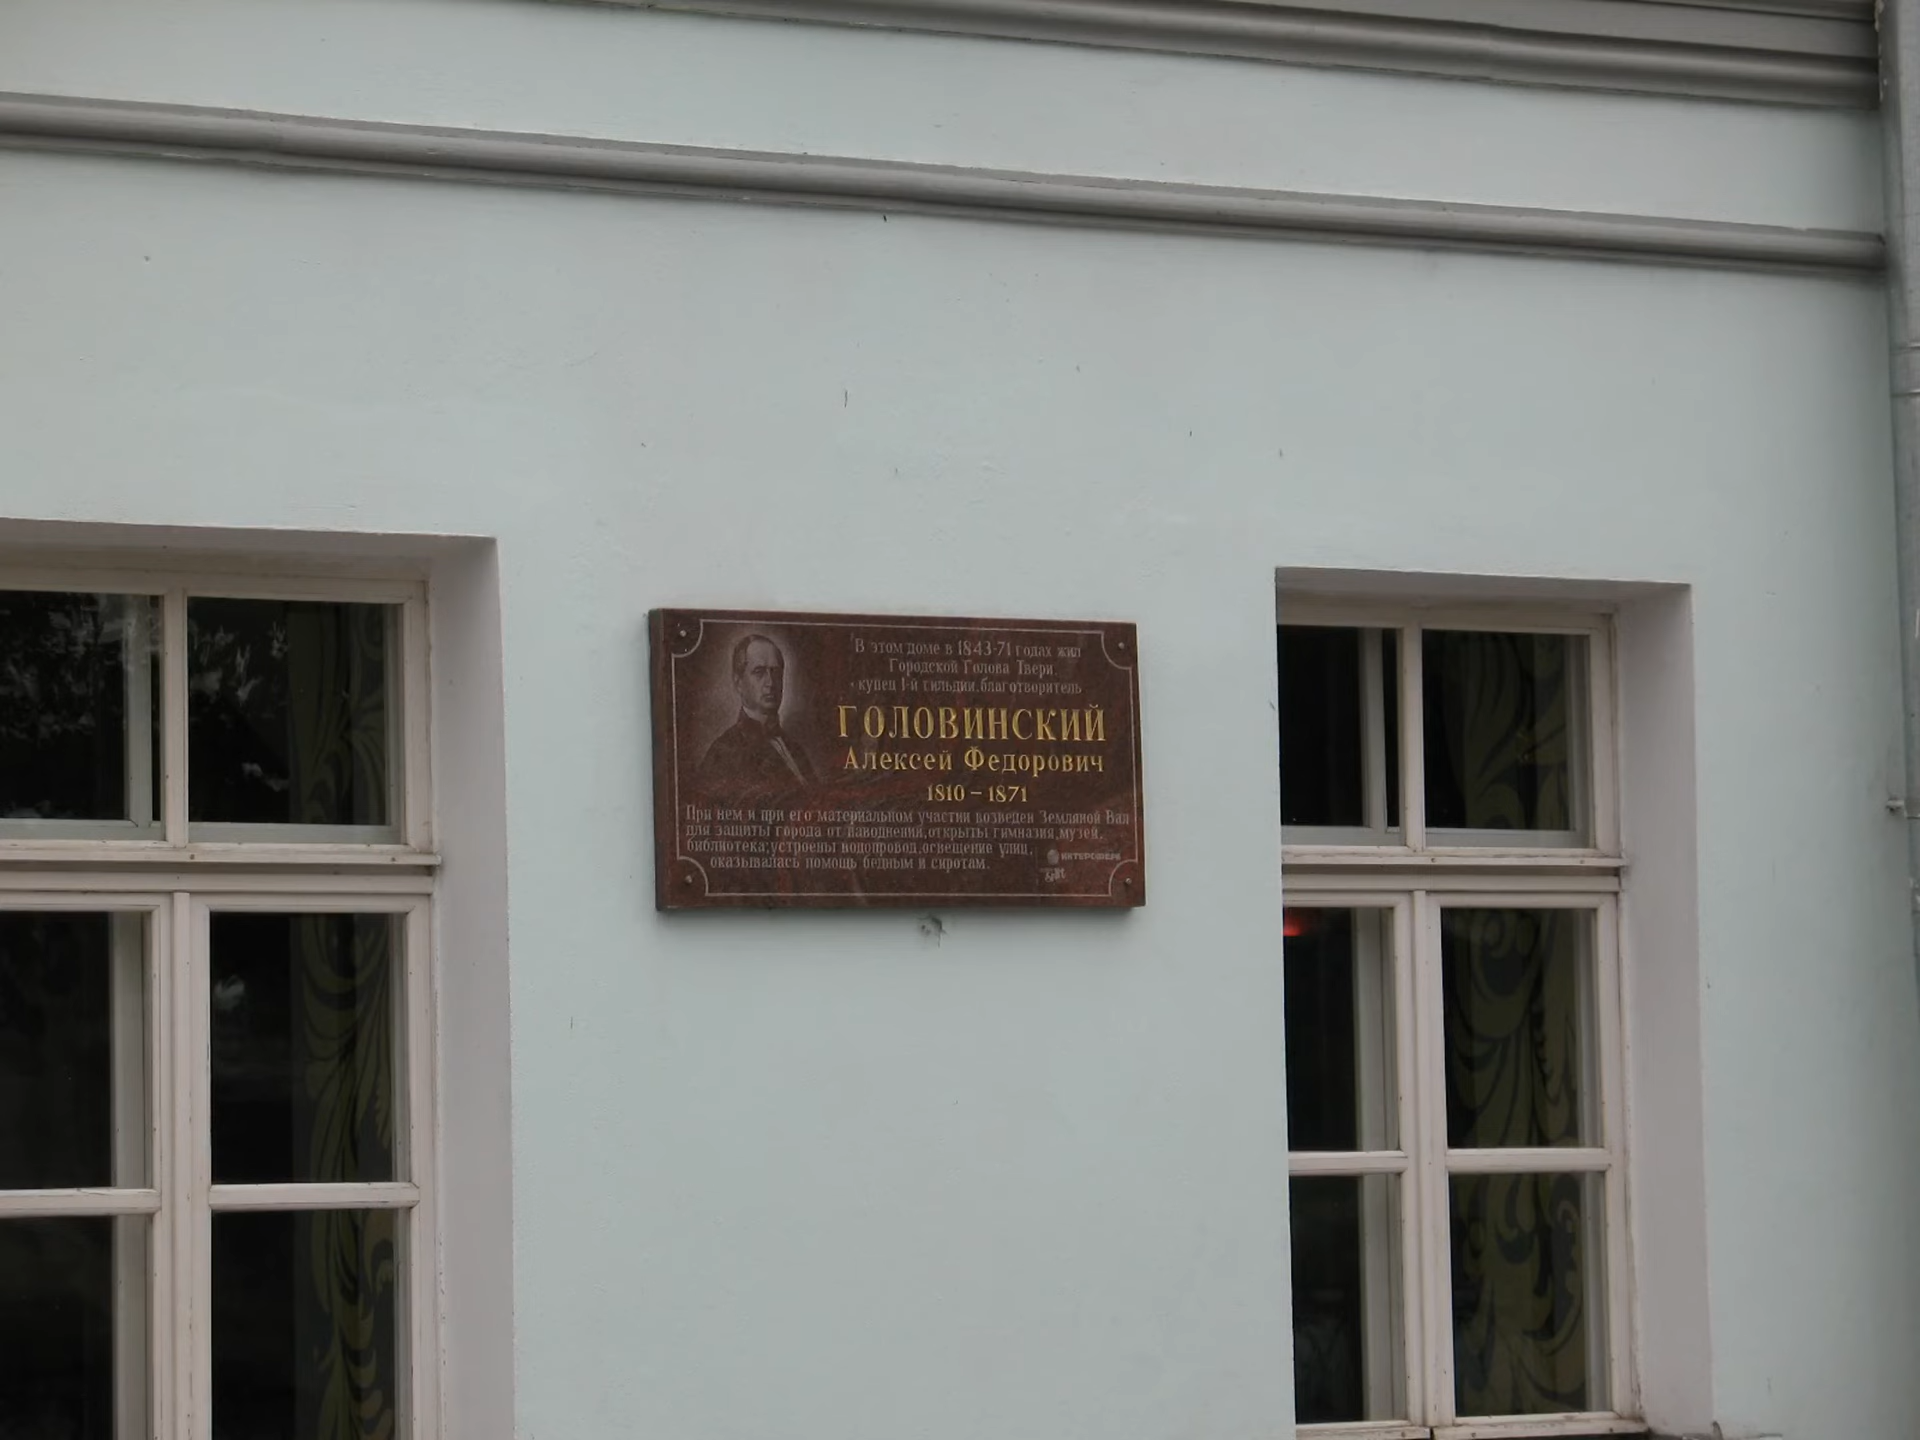 В этом доме в 1843-71 годах жил
Городской Голова Твери,
купец 1-й гильдии, благотворитель
ГОЛОВИНСКИЙ
Алексей Федорович
1810 – 1871
При нем и при его материальном участии возведен Земляной Вал
для защиты города от наводнений, открыты гимназия, музей,
библиотека; устроены водопровод, освещение улиц,
оказывалась помощь бедным и сиротам.
ИНТЕРСФЕРА